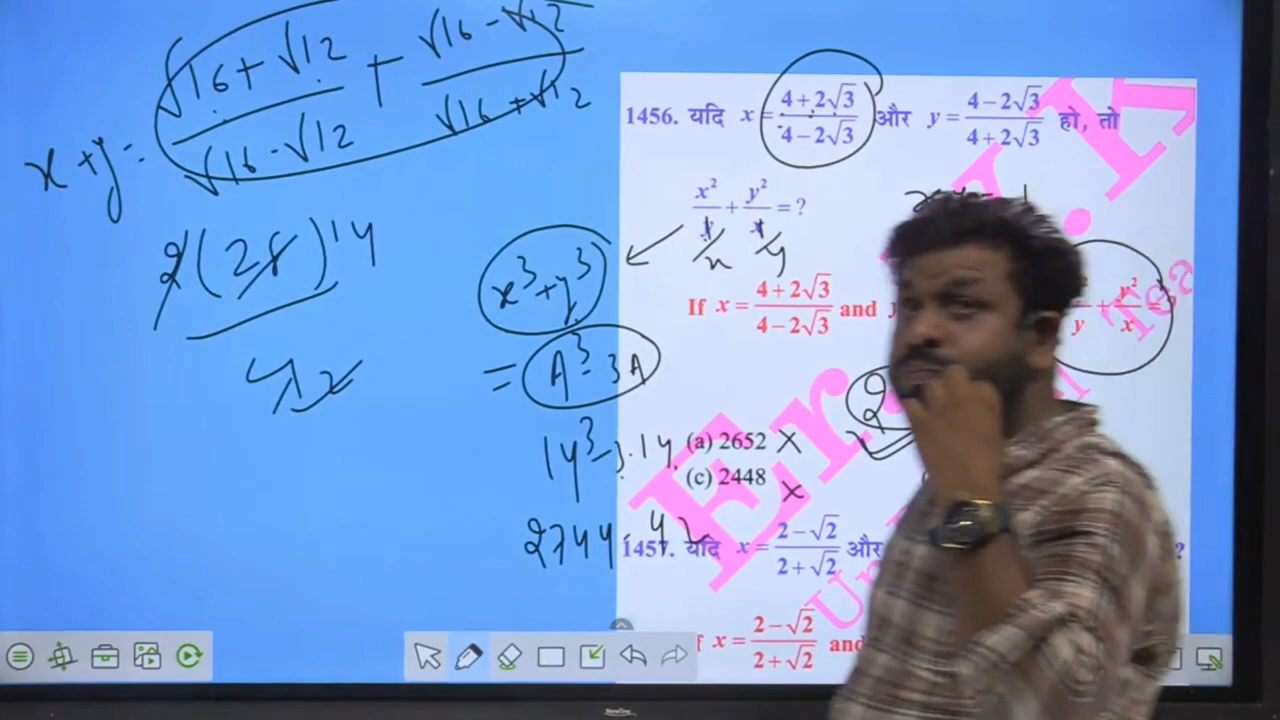 x + y = √16 + √12 / √16 - √12 + √16 - √12 / √16 + √12
2(28) 14
42
x³ + y³
= A³ - 3A
14³ - 3.14
2744 - 42
1456. यदि x = 4 + 2√3 / 4 - 2√3 और y = 4 - 2√3 / 4 + 2√3 हो, तो
x²/y + y²/x = ?
x y
If x = 4 + 2√3 / 4 - 2√3 and
y + y²/x =
(a) 2652 ×
(c) 2448 ×
1457. यदि x = 2 - √2 / 2 + √2 और ?
x = 2 - √2 / 2 + √2 and